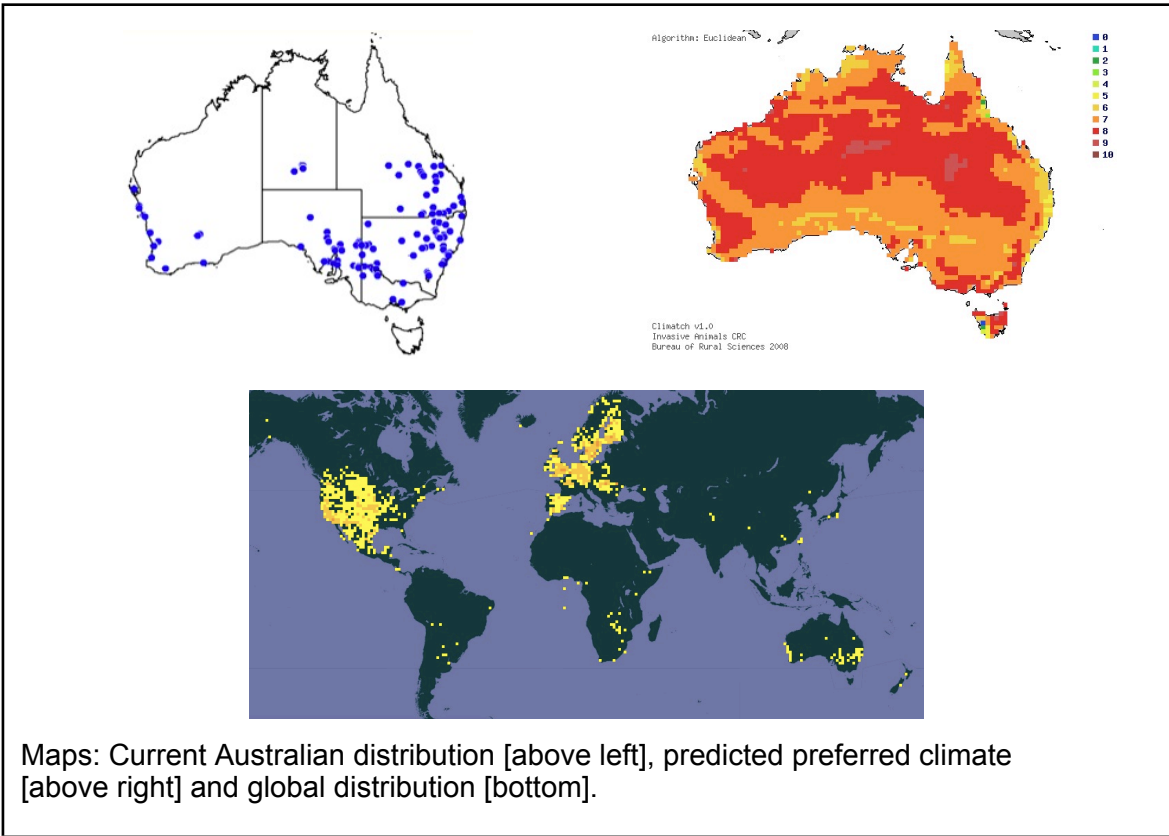 Algorithm: Euclidean
0
1
2
3
4
5
6
7
8
9
10
Climatch v1.0
Invasive Animals CRC
Bureau of Rural Sciences 2008
Maps: Current Australian distribution [above left], predicted preferred climate
[above right] and global distribution [bottom].